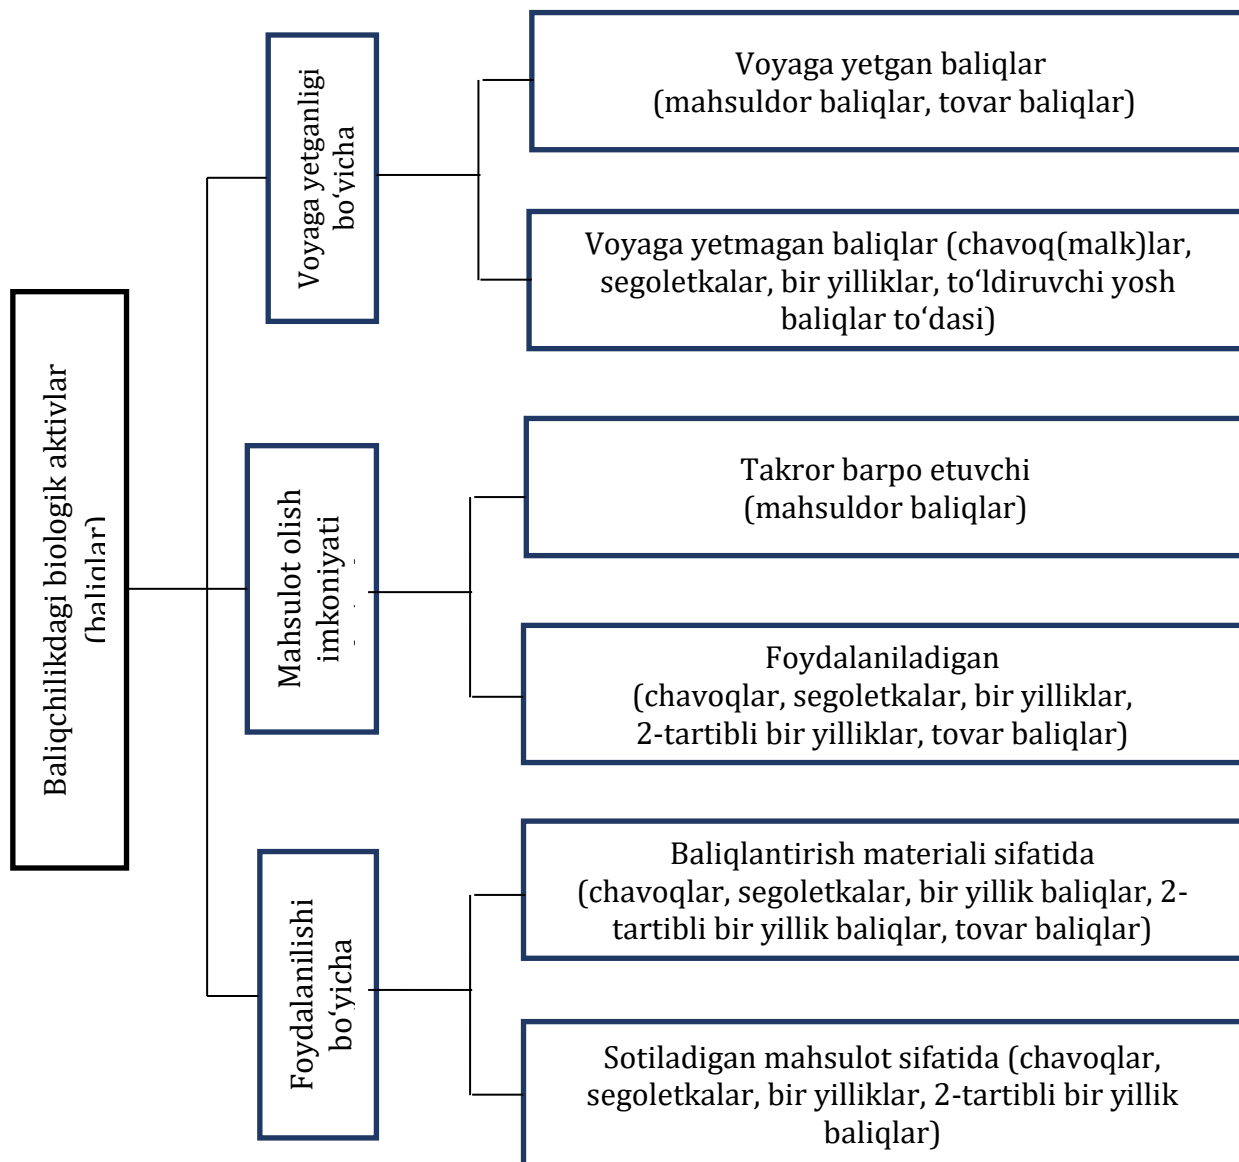 Baliqchilikdagi biologik aktivlar
(baliqlar)
Voyaga yetganligi
bo‘yicha
Voyaga yetgan baliqlar
(mahsuldor baliqlar, tovar baliqlar)
Voyaga yetmagan baliqlar (chavoq(malk)lar,
segoletkalar, bir yilliklar, to‘ldiruvchi yosh
baliqlar to‘dasi)
Mahsulot olish
imkoniyati
Takror barpo etuvchi
(mahsuldor baliqlar)
Foydalaniladigan
(chavoqlar, segoletkalar, bir yilliklar,
2-tartibli bir yilliklar, tovar baliqlar)
Foydalanilishi
bo‘yicha
Baliqlantirish materiali sifatida
(chavoqlar, segoletkalar, bir yillik baliqlar, 2-
tartibli bir yillik baliqlar, tovar baliqlar)
Sotiladigan mahsulot sifatida (chavoqlar,
segoletkalar, bir yilliklar, 2-tartibli bir yillik
baliqlar)